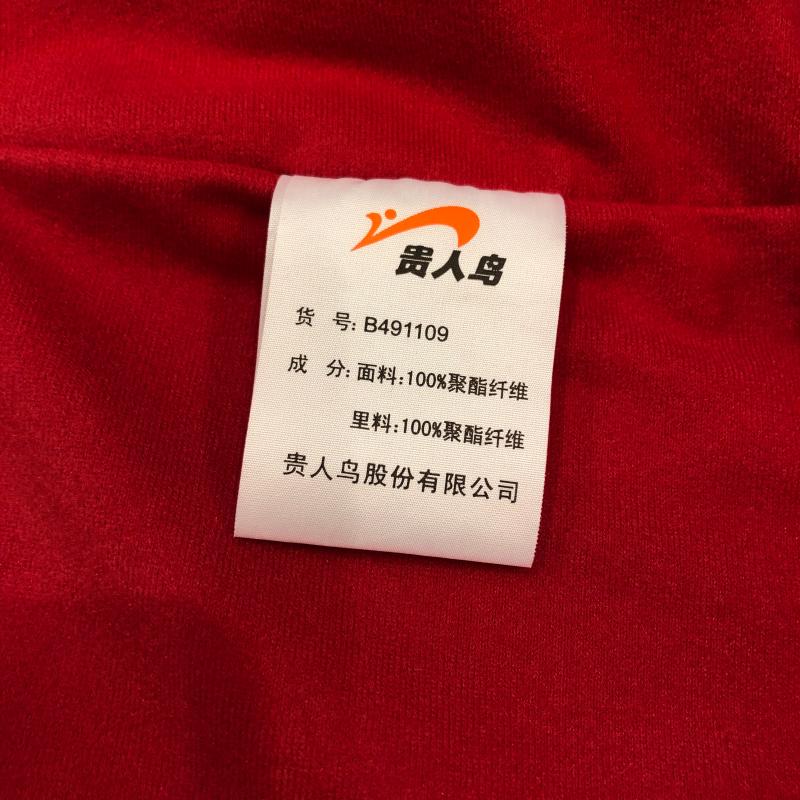 贵人鸟
货 号: B491109
成 分: 面料:100%聚酯纤维
里料:100%聚酯纤维
贵人鸟股份有限公司